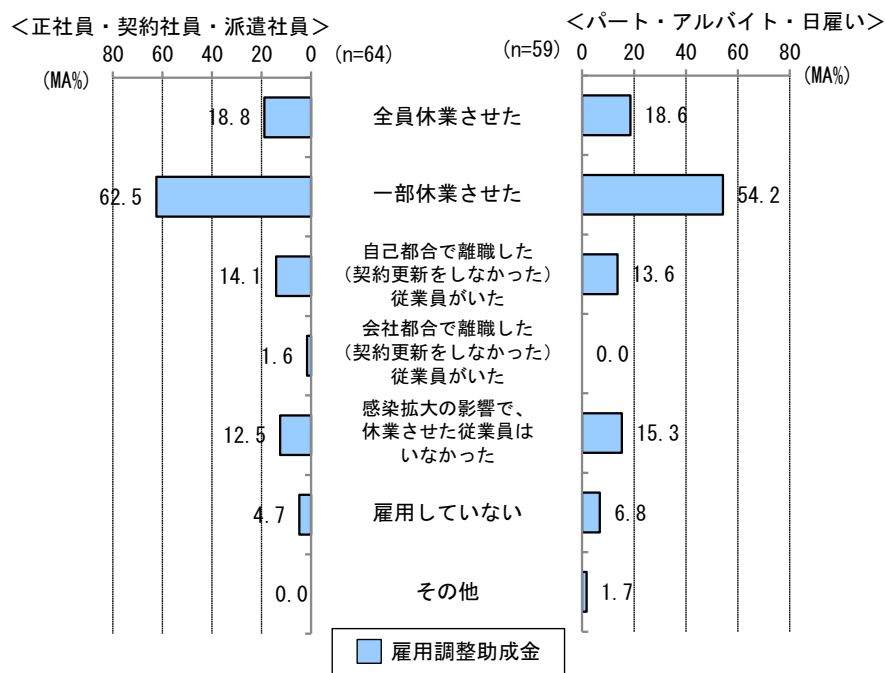 ＜正社員・契約社員・派遣社員＞
＜パート・アルバイト・日雇い＞
80 60 40 20 0
(n=64)
(n=59)
0 20 40 60 80
(MA%)
(MA%)
18.8 全員休業させた 18.6
62.5 一部休業させた 54.2
自己都合で離職した
14.1 （契約更新をしなかった） 13.6
従業員がいた
会社都合で離職した
1.6 （契約更新をしなかった） 0.0
従業員がいた
感染拡大の影響で、
12.5 休業させた従業員は 15.3
いなかった
4.7 雇用していない 6.8
0.0 その他 1.7
雇用調整助成金